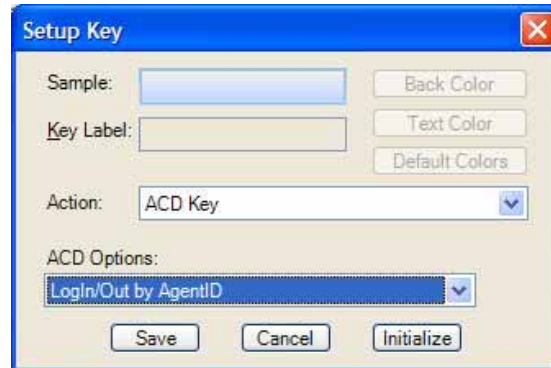 Setup Key
Sample:
Back Color
Key Label:
Text Color
Default Colors
Action:
ACD Key
ACD Options:
LogIn/Out by AgentID
Save
Cancel
Initialize